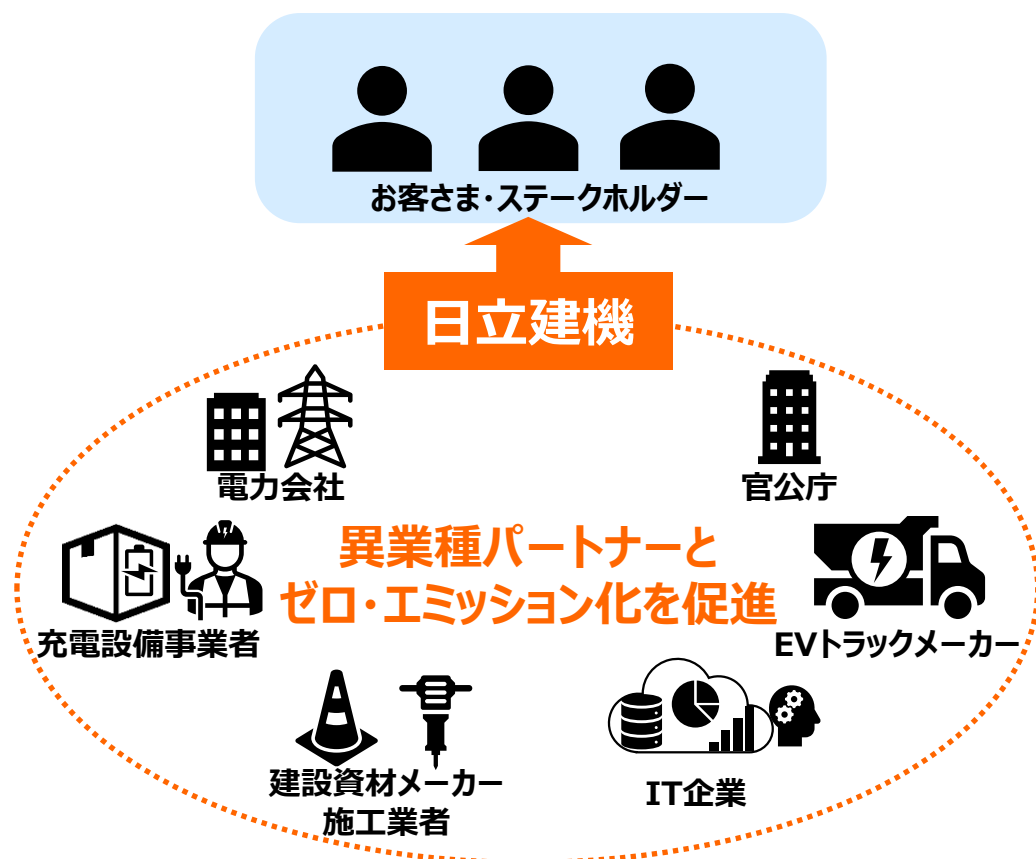 お客さま・ステークホルダー
日立建機
電力会社
官公庁
異業種パートナーと
ゼロ・エミッション化を促進
充電設備事業者
EVトラックメーカー
建設資材メーカー
施工業者
IT企業